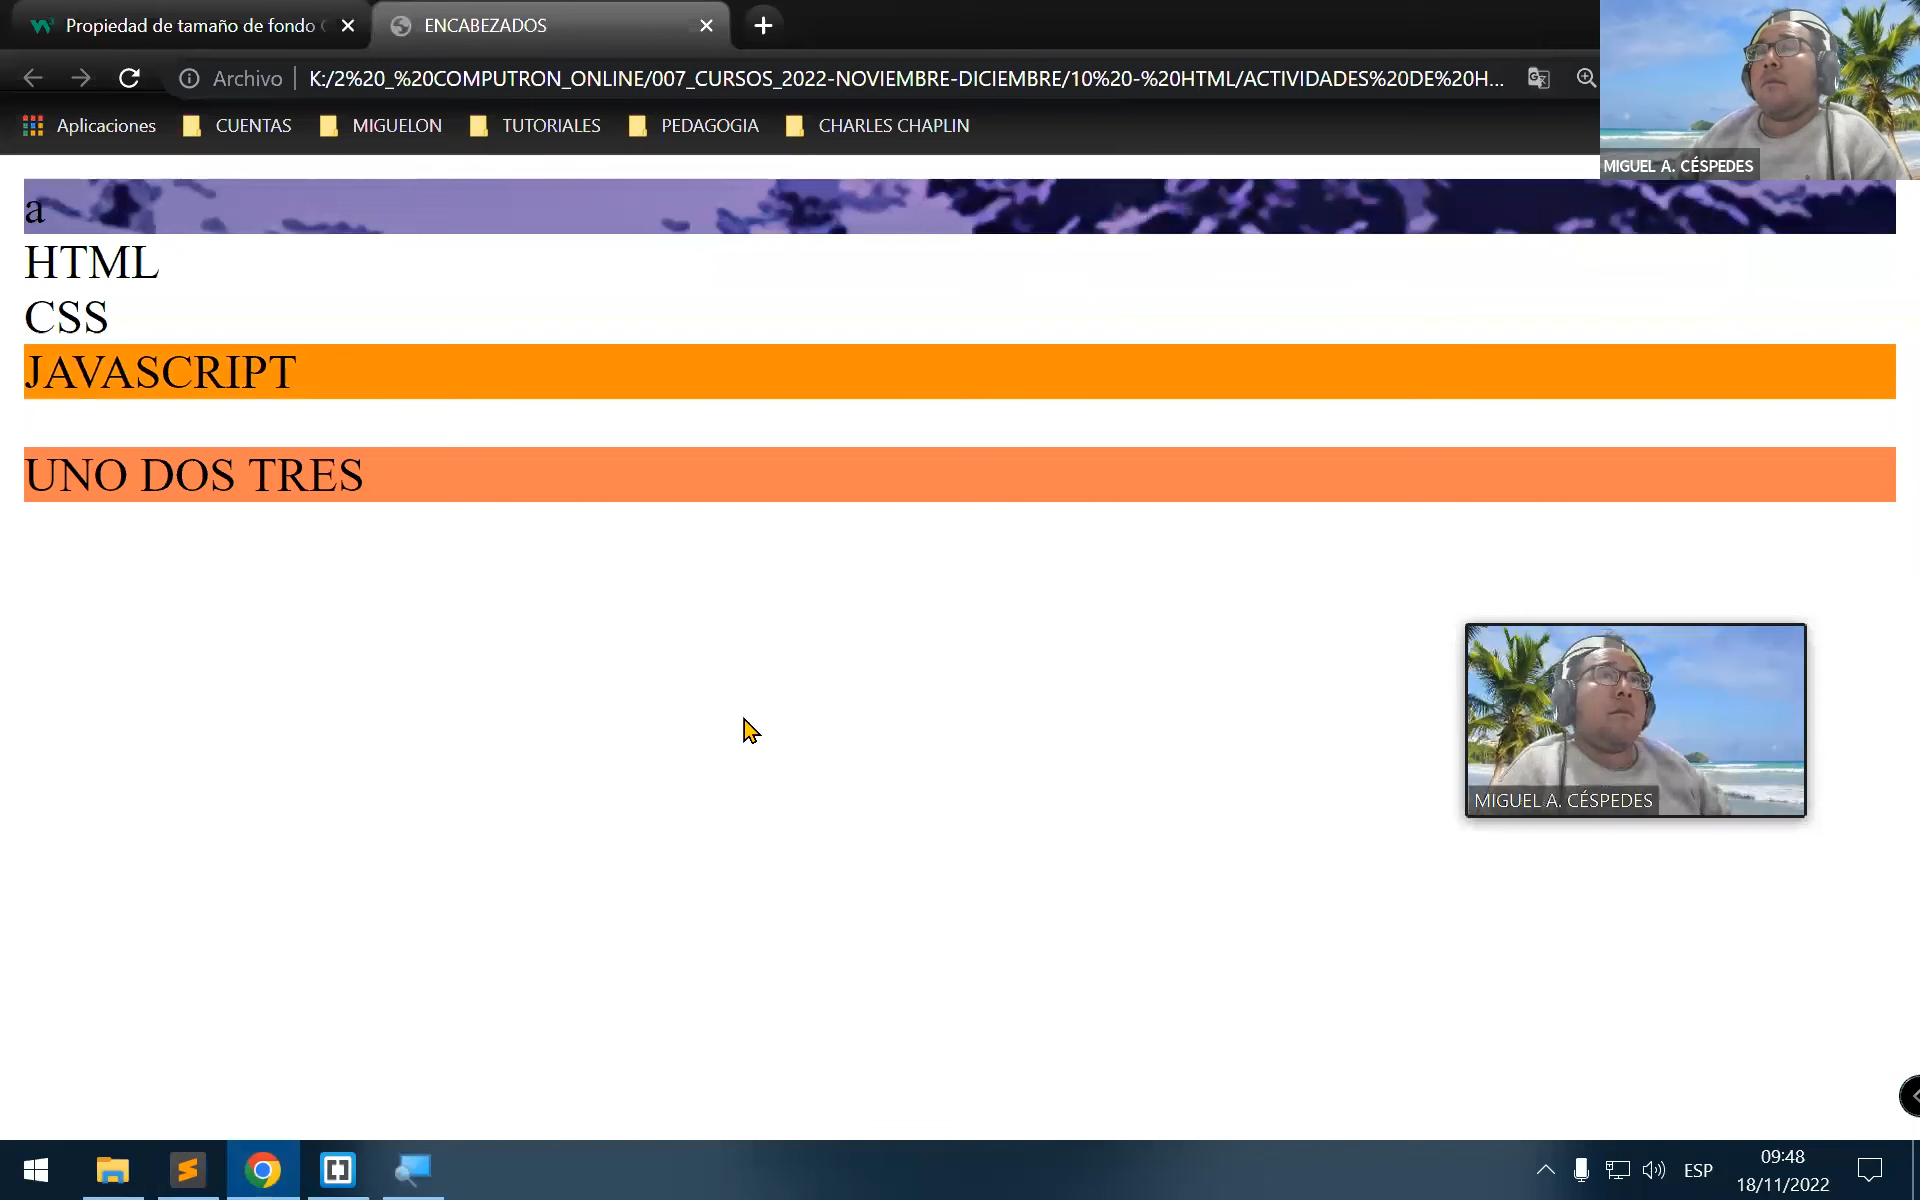 Propiedad de tamaño de fondo
ENCABEZADOS
Archivo
K:/2%20_%20COMPUTRON_ONLINE/007_CURSOS_2022-NOVIEMBRE-DICIEMBRE/10%20-%20HTML/ACTIVIDADES%20DE%20H...
Aplicaciones
CUENTAS
MIGUELON
TUTORIALES
PEDAGOGIA
CHARLES CHAPLIN
MIGUEL A. CÉSPEDES
a
HTML
CSS
JAVASCRIPT
UNO DOS TRES
MIGUEL A. CÉSPEDES
ESP
09:48
18/11/2022